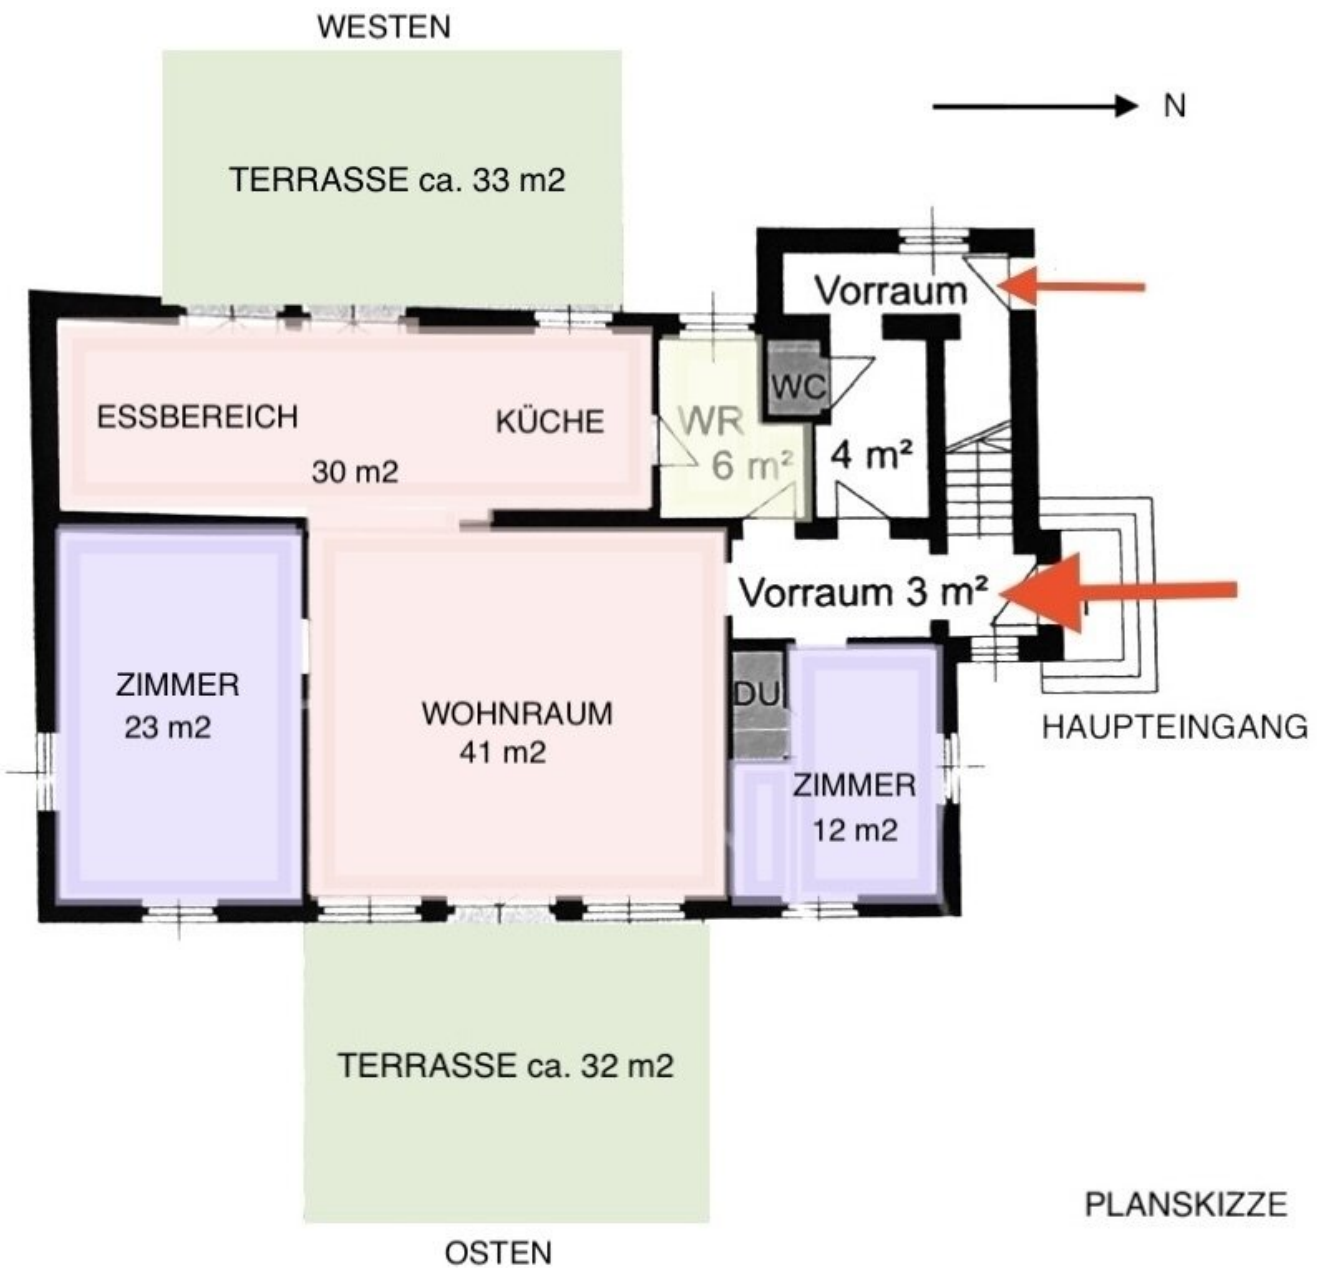 WESTEN
N
TERRASSE ca. 33 m2
Vorraum
WC
ESSBEREICH
KÜCHE
WR
30 m2
6 m²
4 m²
Vorraum 3 m²
ZIMMER
23 m2
DU
WOHNRAUM
41 m2
HAUPTEINGANG
ZIMMER
12 m2
TERRASSE ca. 32 m2
PLANSKIZZE
OSTEN